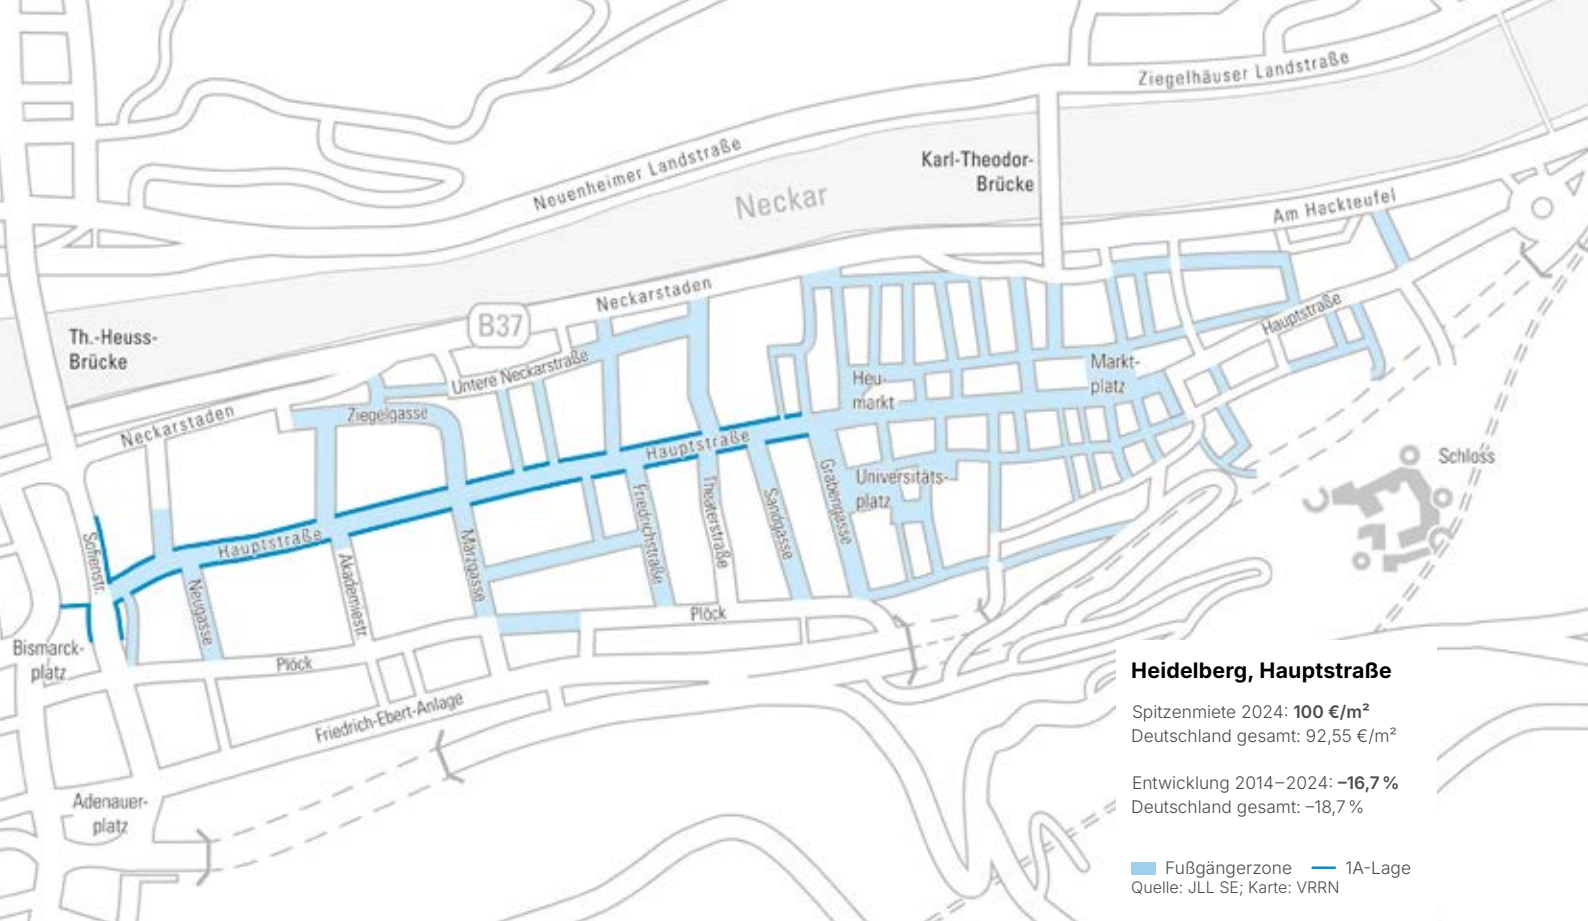 Ziegelhäuser Landstraße
Neuenheimer Landstraße
Karl-Theodor-
Brücke
Neckar
Am Hackteufel
Neckarstaden
B37
Th.-Heuss-
Brücke
Hauptstraße
Untere Neckarstraße
Markt-
platz
Heu-
markt
Ziegelgasse
Neckarstaden
Hauptstraße
Schloss
Universitäts-
platz
Grabengasse
Sandgasse
Theaterstraße
Friedrichstraße
Märzgasse
Hauptstraße
Akademiestr.
Sofienstr.
Neugasse
Plöck
Bismarck-
platz
Plöck
Friedrich-Ebert-Anlage
Adenauer-
platz
Heidelberg, Hauptstraße
Spitzenmiete 2024: 100 €/m²
Deutschland gesamt: 92,55 €/m²
Entwicklung 2014–2024: –16,7 %
Deutschland gesamt: –18,7 %
Fußgängerzone 1A-Lage
Quelle: JLL SE; Karte: VRRN